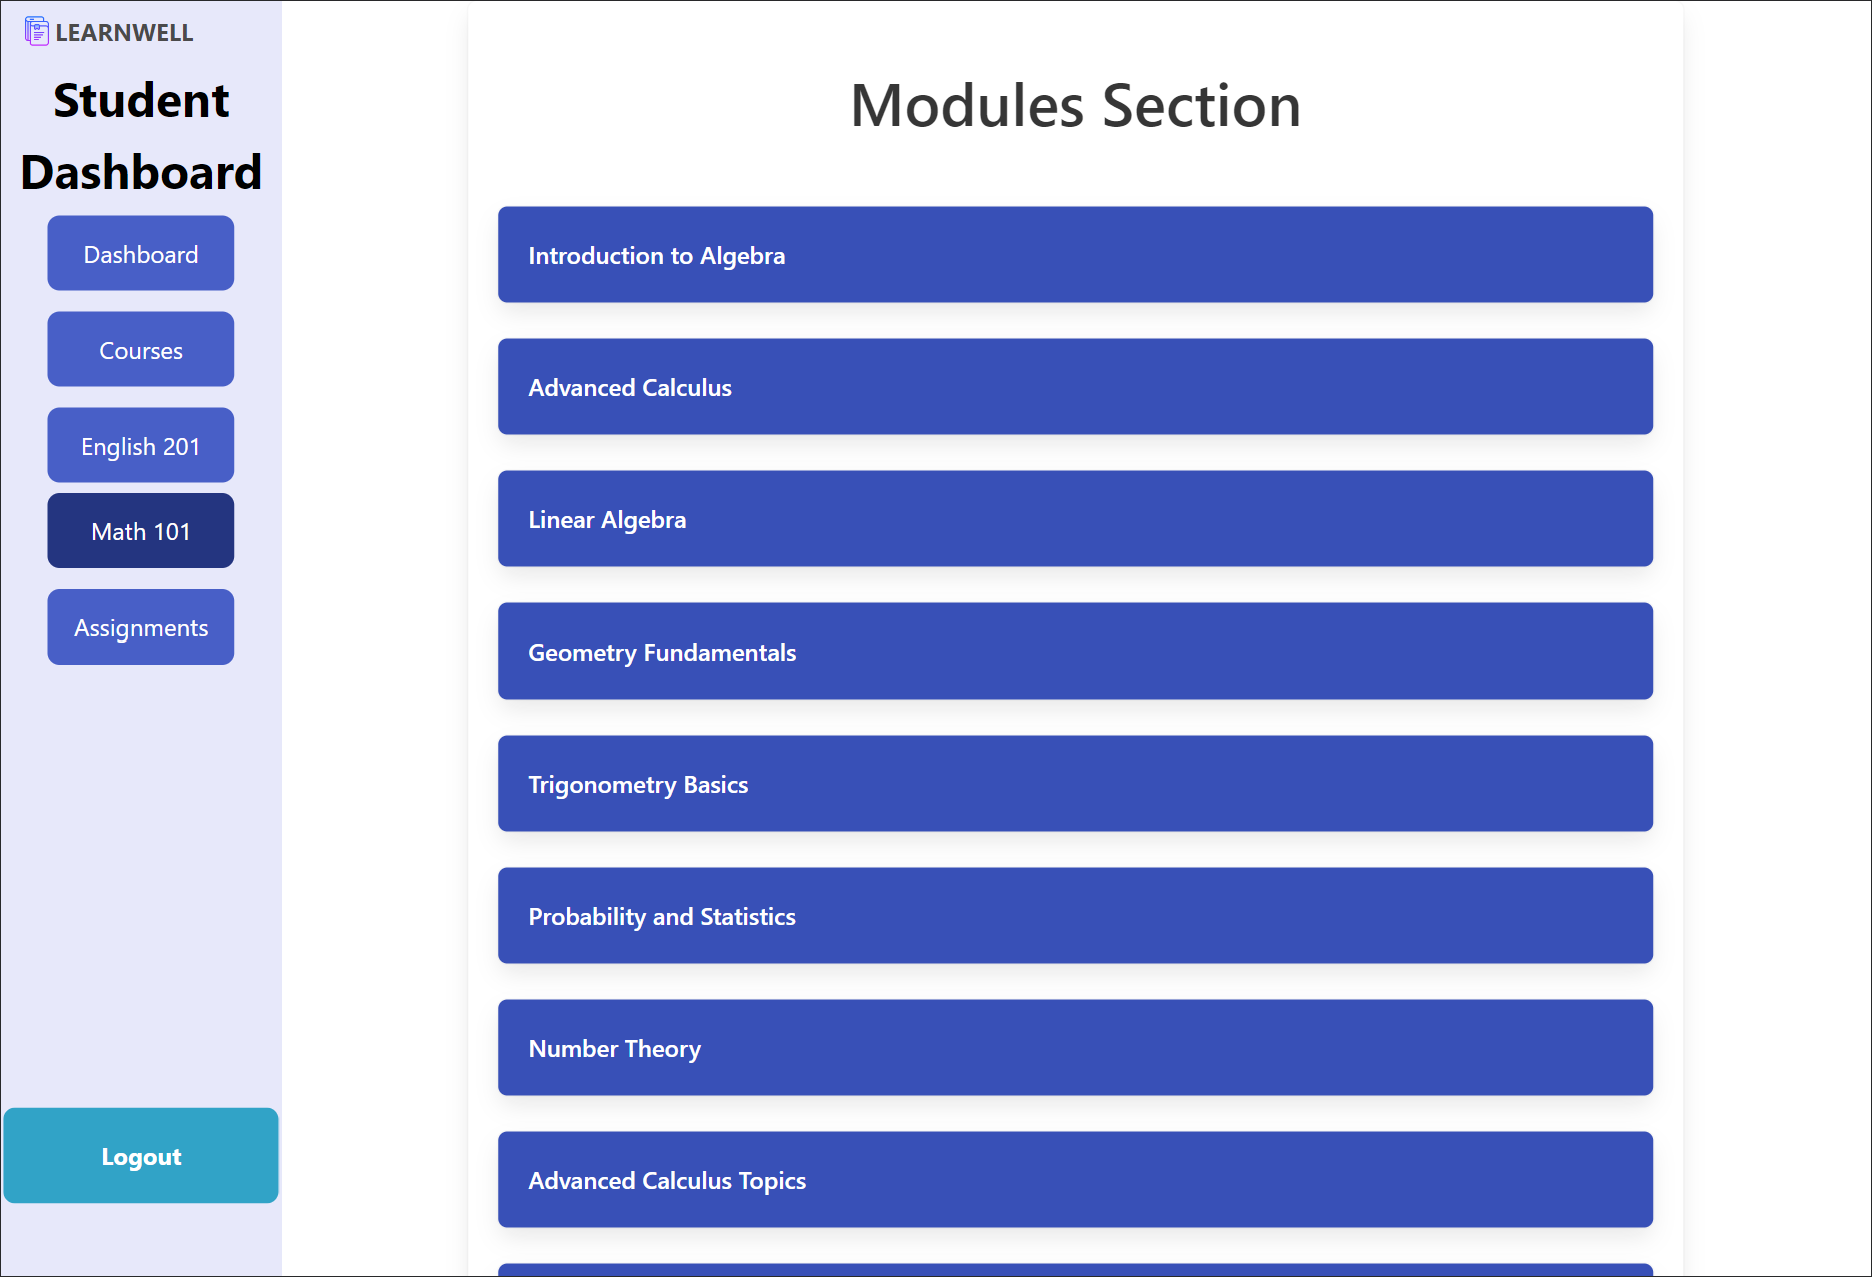 LEARNWELL
Student
Dashboard
Dashboard
Courses
English 201
Math 101
Assignments
Logout
Modules Section
Introduction to Algebra
Advanced Calculus
Linear Algebra
Geometry Fundamentals
Trigonometry Basics
Probability and Statistics
Number Theory
Advanced Calculus Topics